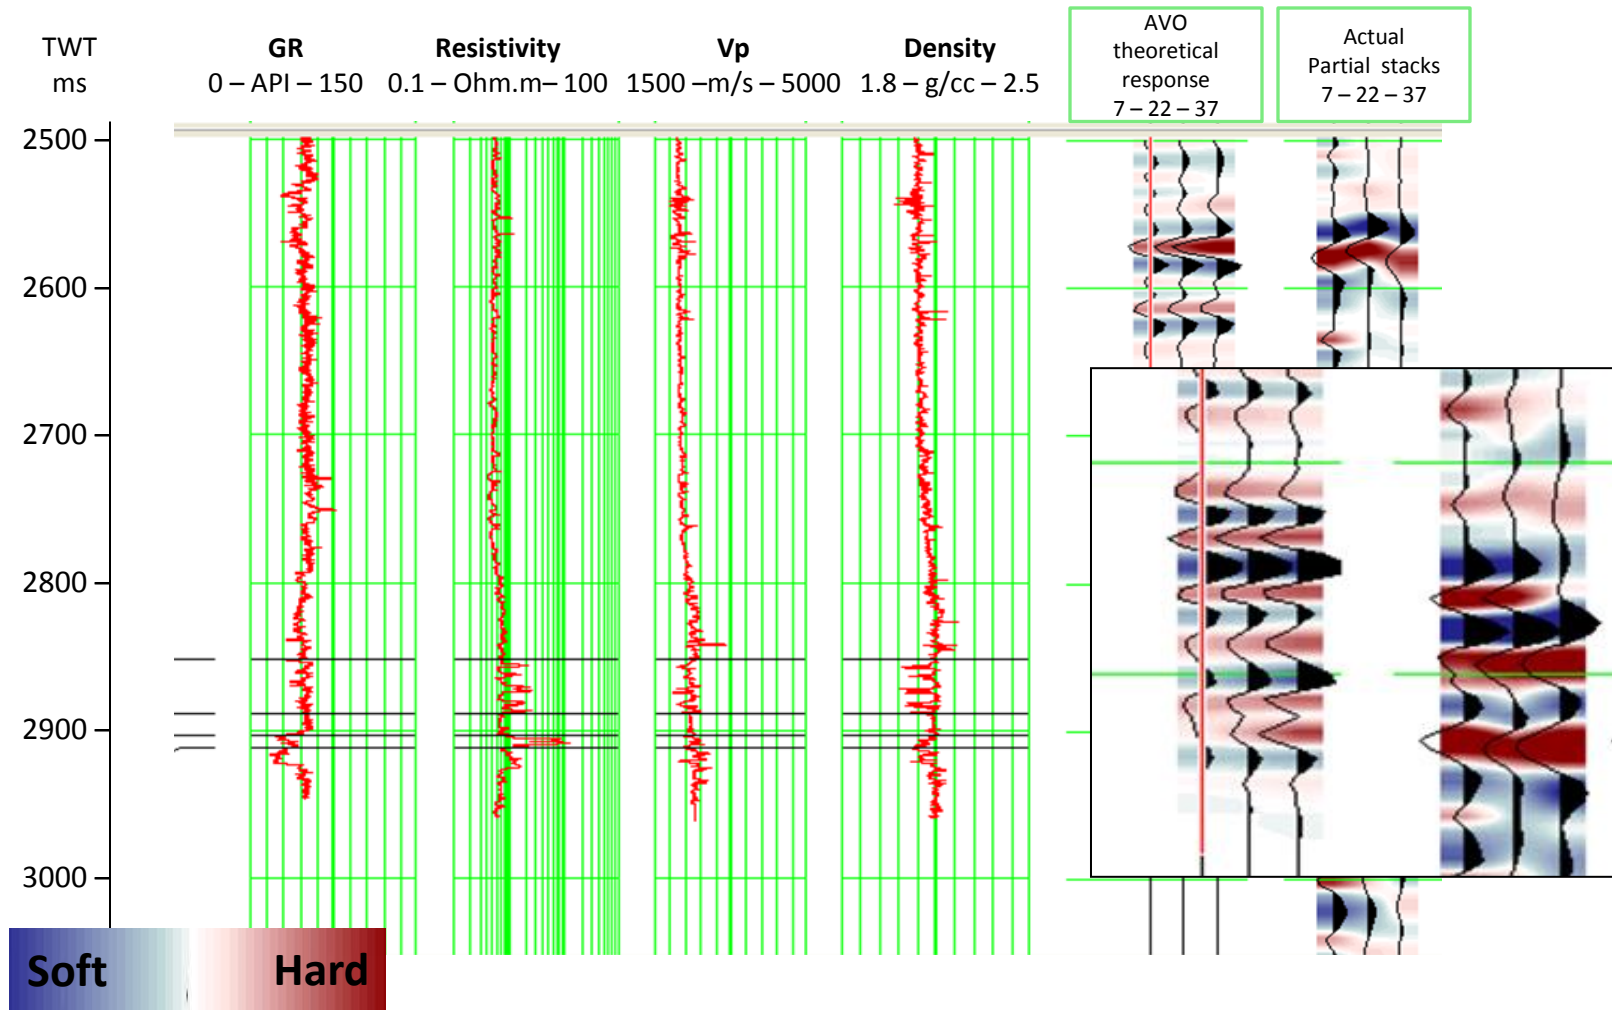 TWT
ms
GR
0 – API – 150
Resistivity
0.1 – Ohm.m– 100
Vp
1500 –m/s – 5000
Density
1.8 – g/cc – 2.5
AVO
theoretical
response
7 – 22 – 37
Actual
Partial stacks
7 – 22 – 37
2500
2600
2700
2800
2900
3000
Soft
Hard